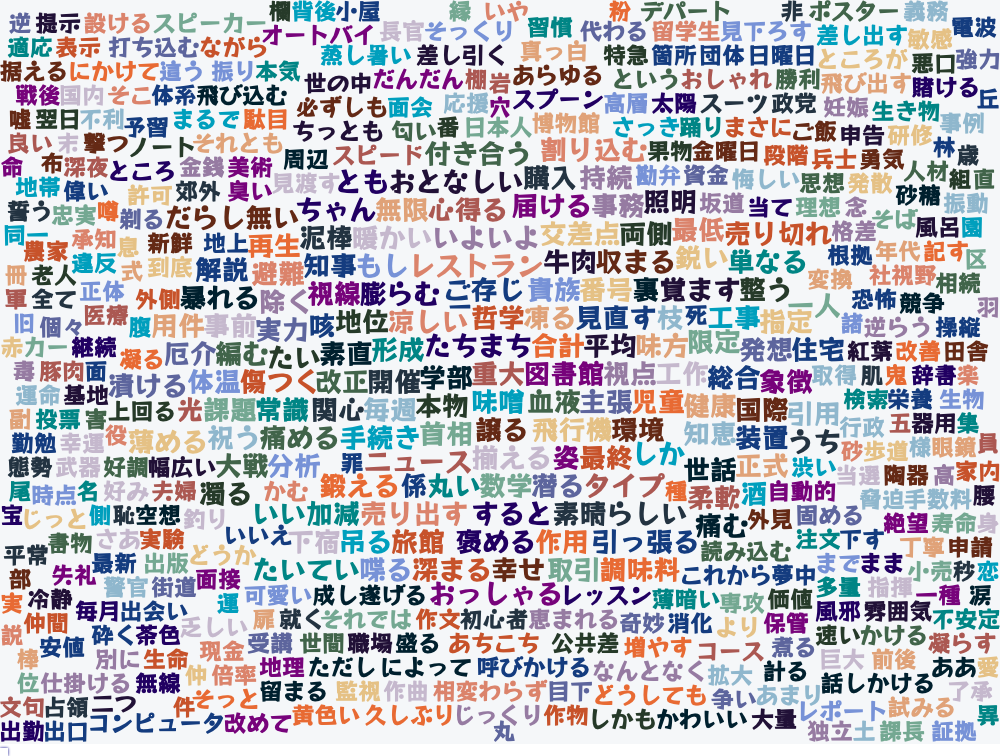 逆 提示 設ける スピーカー 欄 背後 小屋 縁 いや 粉 デパート 非 ポスター 義務
オートバイ 長官 そっくり 習慣 代わる 留学生 見下ろす 差し出す 敏感 電波
適応 表示 打ち込む ながら 蒸し暑い 差し引く 真っ白 特急 箇所 団体 日曜日 ところが 悪口 強力
据える にかけて 違う 振り 本気 世の中 だんだん 棚 岩 あらゆる という おしゃれ 勝利 飛び出す 賭ける 丘
戦後 国内 そこ 体系 飛び込む 必ずしも 面会 応援 穴 スプーン 高層 太陽 スーツ 政党 妊娠 生き物
嘘 翌日 不利 予習 まるで 駄目 ちっとも 匂い 番 日本人 博物館 さっき 踊り まさに ご飯 申告 研修 事例
良い 末 撃つ ノート それとも 周辺 スピード 付き合う 割り込む 果物 金曜日 段階 兵士 勇気 林 歳
命 布 深夜 ところ 金銭 美術 見渡す ともおとなしい 購入 持続 勘弁 資金 悔しい 思想 発散 人材 組 直
地帯 偉い 許可 郊外 臭い 砂糖 振動
誓う 忠実 噂 剃る だらし無い ちゃん 無限 心得る 届ける 事務 照明 坂道 当て 理想 念 そば 風呂 園
同一 農家 承知 息 新鮮 地上 再生 泥棒 暖かい いよいよ 交差点 両側 最低 売り切れ 格差
違反 式 到底 解説 避難 知事 もし レストラン 牛肉 収まる 鋭い 単なる 根拠 年代 記す 区
冊 老人 変換 社 視野 相続
軍 全て 正体 外側 暴れる 除く 視線 膨らむ ご存じ 貴族 番号 裏 覚ます 整う 一人 恐怖 競争 羽
旧 個々 医療 腹 用件 事前 実力 咳 地位 涼しい 哲学 凍る 見直す 枝 死 工事 指定 諸 逆らう 操縦
赤 カー 継続 凝る 厄介 編む たい 素直 形成 たちまち 合計 平均 味方 限定 発想 住宅 紅葉 改善 田舎
毒 豚肉 面 漬ける 体温 傷つく 改正 開催 学部 重大 図書館 視点 工作 総合 象徴 取得 肌 鬼 辞書 楽
運命 基地 検索 栄養 生物
副 投票 害 上回る 光 課題 常識 関心 毎週 本物 味噌 血液 主張 児童 健康 国際 引用 行政 五 器用 集
勤勉 幸運 役 薄める 祝う 痛める 手続き 首相 譲る 飛行機 環境 知恵 装置 うち 砂 歩道 様 眼鏡 員
態勢 武器 好調 幅広い 大戦 分析 罪 ニュース 揃える 姿 最終 しか 世話 正式 渋い 当選 陶器 高 家内
尾 時点 名 好み 夫婦 濁る かむ 鍛える 係 丸い 数学 潜る タイプ 種 柔軟 酒 自動的 脅迫 手数料 腰
宝 じっと 側 恥 空想 釣り いい加減 売り出す すると 素晴らしい 痛む 外見 固める 絶望 寿命 身
平常 書物 さあ 実験 いいえ 下宿 吊る 旅館 褒める 作用 引っ張る 読み込む 注文 下す 丁寧 申請
部 失礼 最新 出版 どうか たいてい 喋る 深まる 幸せ 取引 調味料 これから 夢中 まで まま 小売 秒 恋
実 冷静 警官 街道 面接 可愛い 成し遂げる おっしゃる レッスン 薄暗い 専攻 価値 多量 指揮 一種 涙
仲間 毎月 出会い 運 扉 就く それでは 作文 初心者 恵まれる 奇妙 消化 より 保管 風邪 雰囲気 不安定
説 安値 砕く 茶色 乏しい 受講 世間 職場 盛る あちこち 公共 差 増やす コース 煮る 速い かける 凝らす
棒 別に 生命 現金 地理 ただし によって 呼びかける なんとなく 拡大 計る 巨大 前後 ああ 愛
位 仕掛ける 無線 仲 倍率 留まる 監視 作曲 相変わらず 目下 どうしても 争い あまり 話しかける 了承
文句 占領 二つ 件 そっと 黄色い 久しぶり じっくり 作物 しかも かわいい 大量 レポート 試みる 異
出勤 出口 コンピュータ 改めて 丸 独立 土 課長 証拠